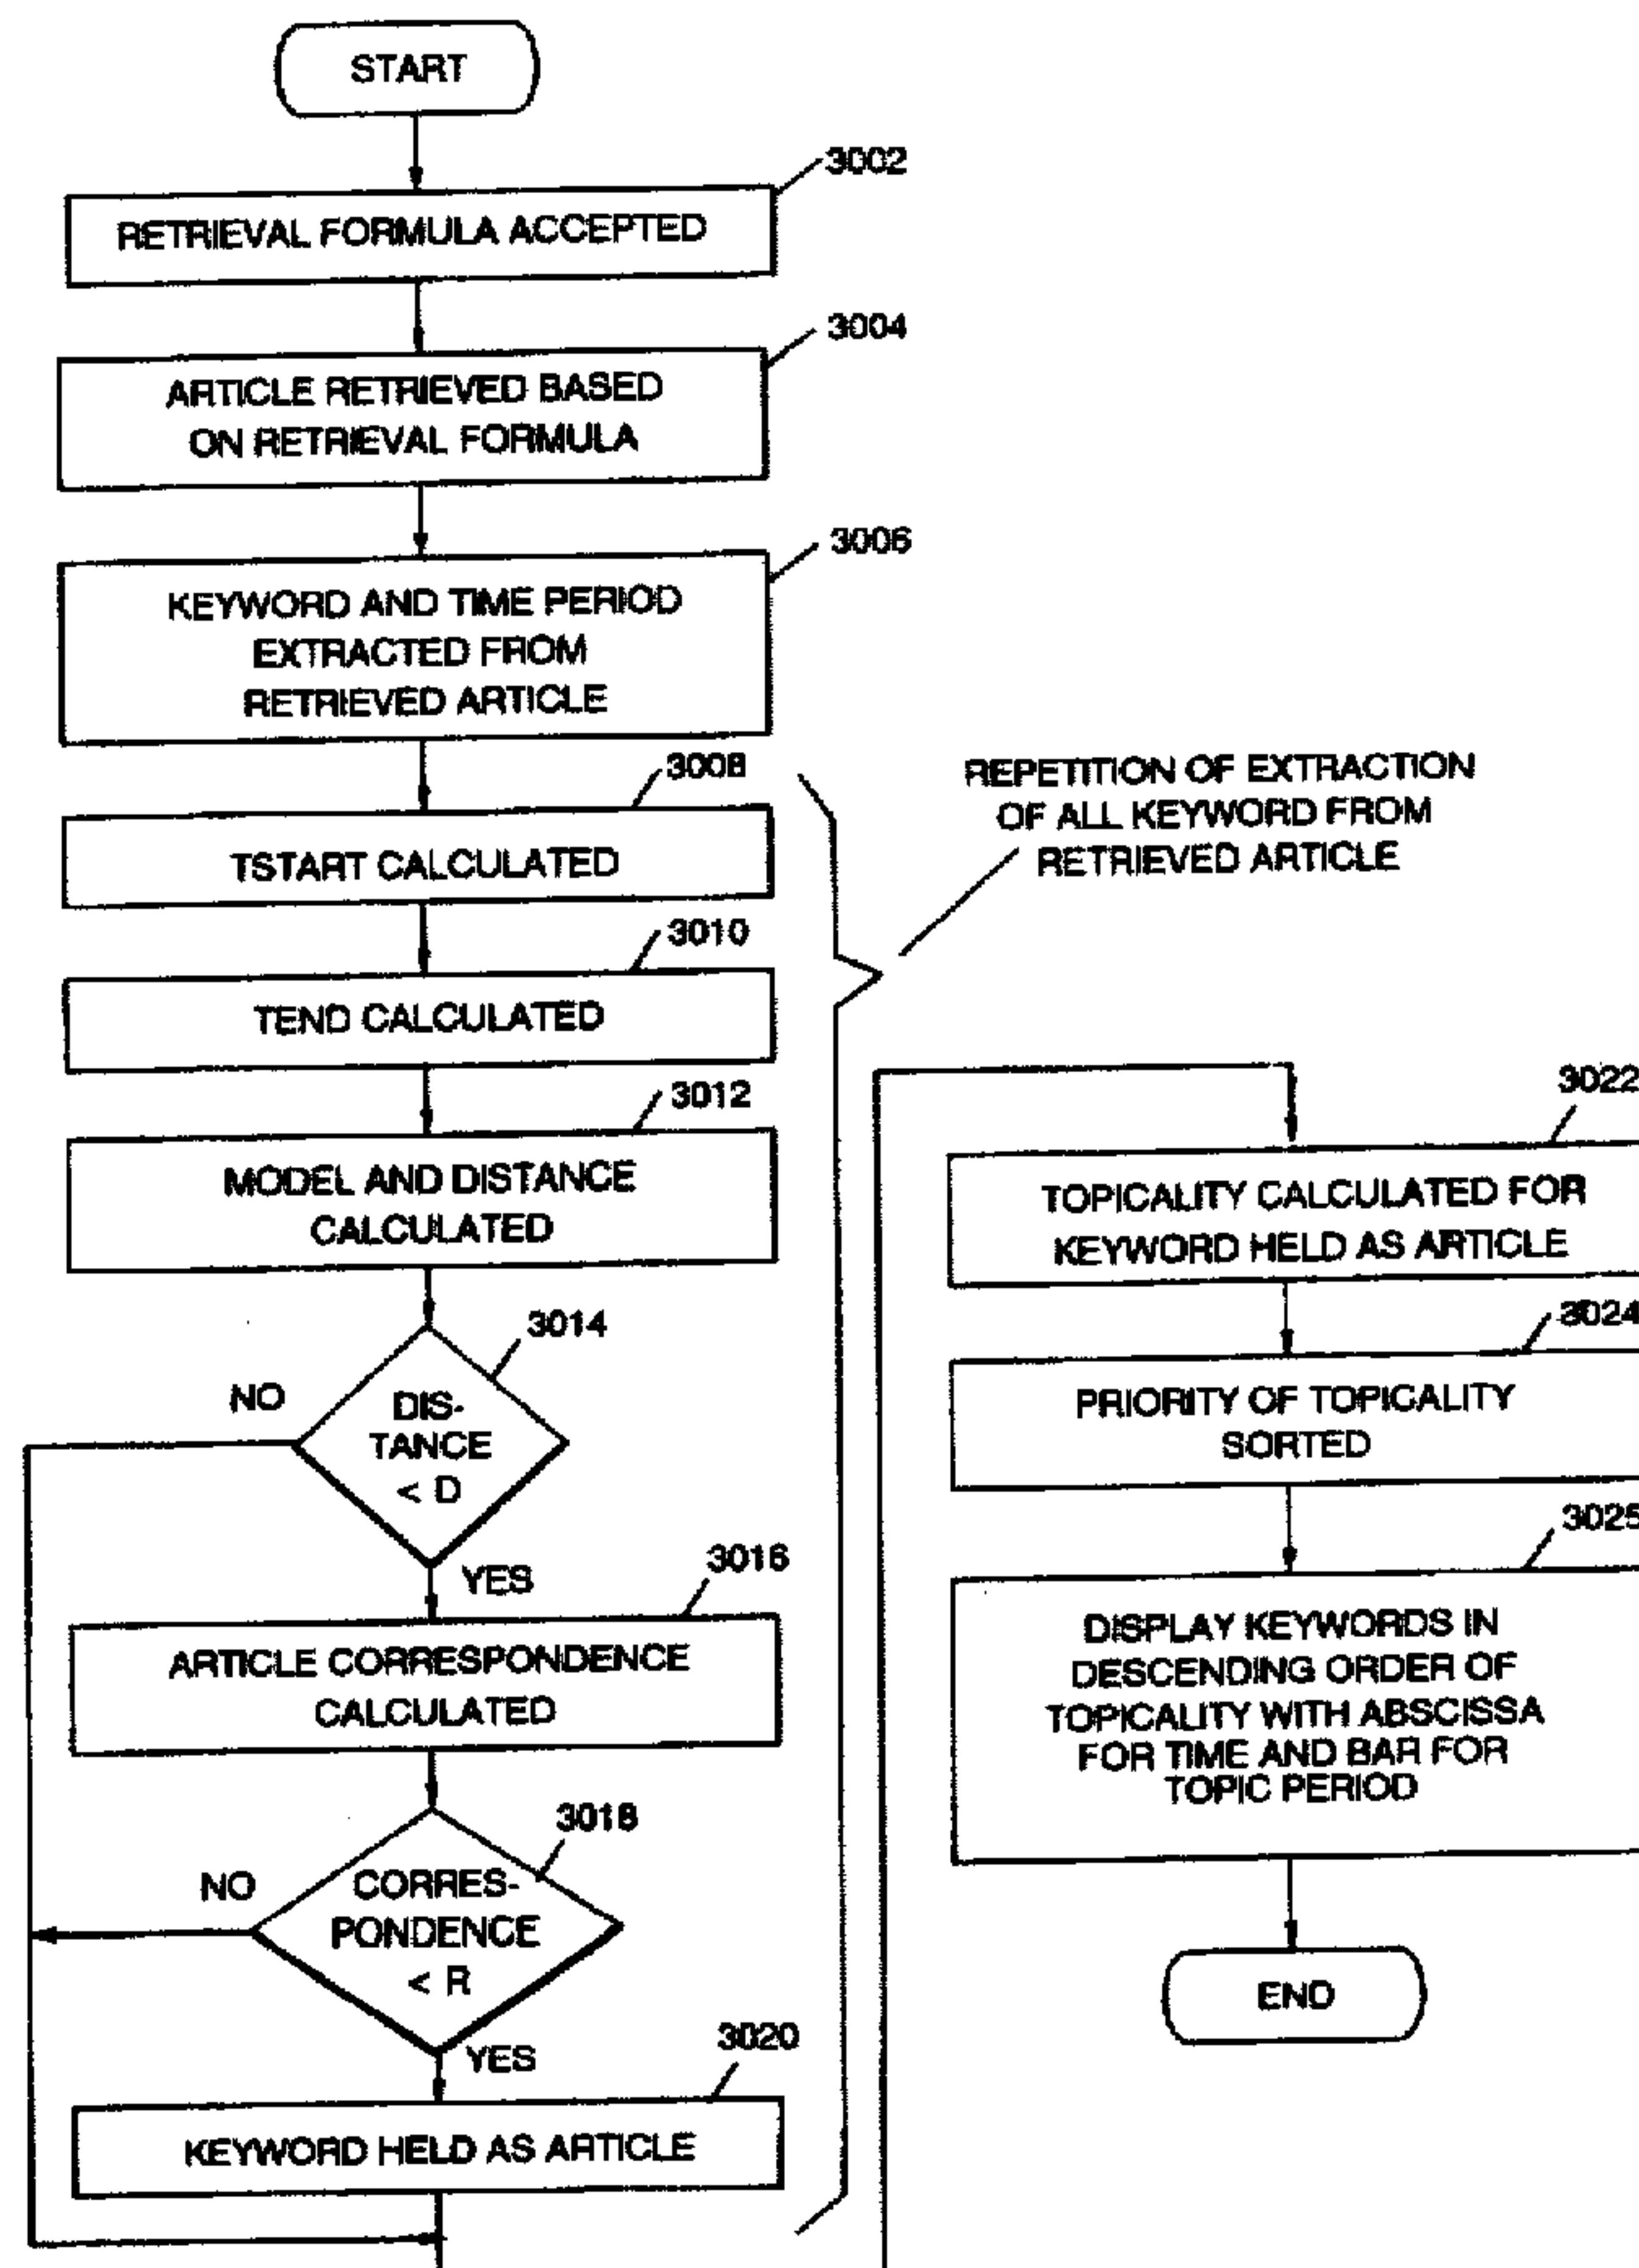 START
3002
RETRIEVAL FORMULA ACCEPTED
3004
ARTICLE RETRIEVED BASED
ON RETRIEVAL FORMULA
3006
KEYWORD AND TIME PERIOD
EXTRACTED FROM
RETRIEVED ARTICLE
3008
TSTART CALCULATED
REPETITION OF EXTRACTION
OF ALL KEYWORD FROM
RETRIEVED ARTICLE
3010
TEND CALCULATED
3012
MODEL AND DISTANCE
CALCULATED
3014
NO
DIS-
TANCE
< D
YES
3016
ARTICLE CORRESPONDENCE
CALCULATED
3018
NO
CORRES-
PONDENCE
< R
YES
3020
KEYWORD HELD AS ARTICLE
3022
TOPICALITY CALCULATED FOR
KEYWORD HELD AS ARTICLE
3024
PRIORITY OF TOPICALITY
SORTED
3025
DISPLAY KEYWORDS IN
DESCENDING ORDER OF
TOPICALITY WITH ABSCISSA
FOR TIME AND BAR FOR
TOPIC PERIOD
END